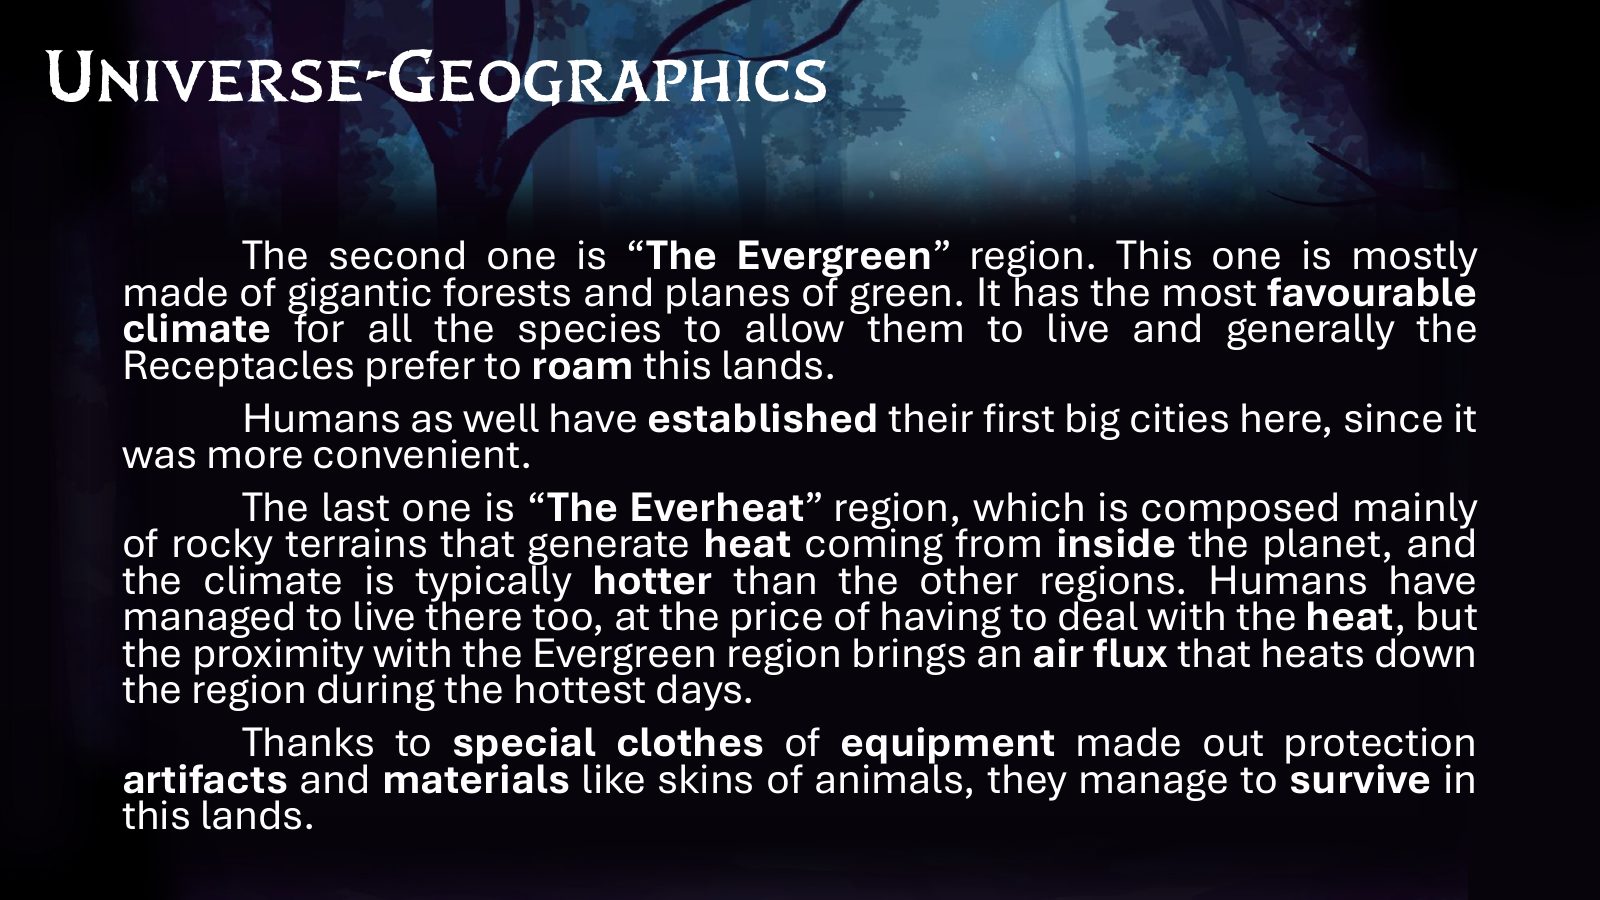 Universe-Geographics
The second one is “The Evergreen” region. This one is mostly
made of gigantic forests and planes of green. It has the most favourable
climate for all the species to allow them to live and generally the
Receptacles prefer to roam this lands.
Humans as well have established their first big cities here, since it
was more convenient.
The last one is “The Everheat” region, which is composed mainly
of rocky terrains that generate heat coming from inside the planet, and
the climate is typically hotter than the other regions. Humans have
managed to live there too, at the price of having to deal with the heat, but
the proximity with the Evergreen region brings an air flux that heats down
the region during the hottest days.
Thanks to special clothes of equipment made out protection
artifacts and materials like skins of animals, they manage to survive in
this lands.